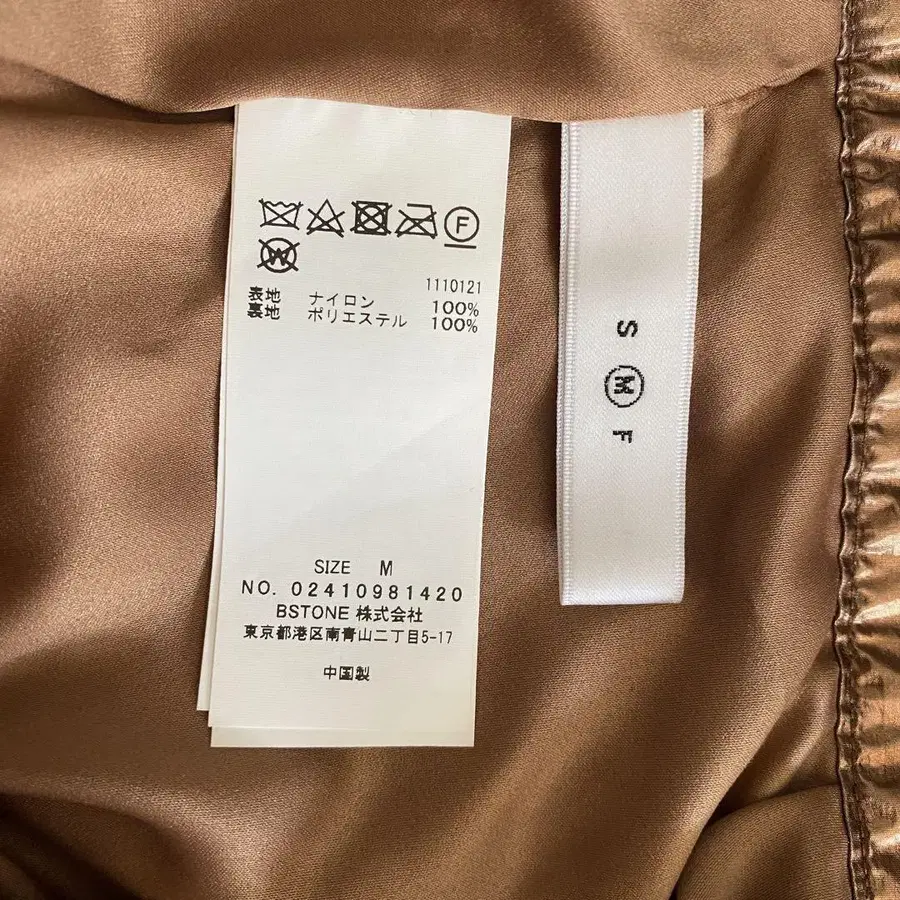 F
W
1110121
表地 ナイロン 100%
裏地 ポリエステル 100%
SIZE M
NO. 02410981420
BSTONE 株式会社
東京都港区南青山二丁目5-17
中国製
S M F